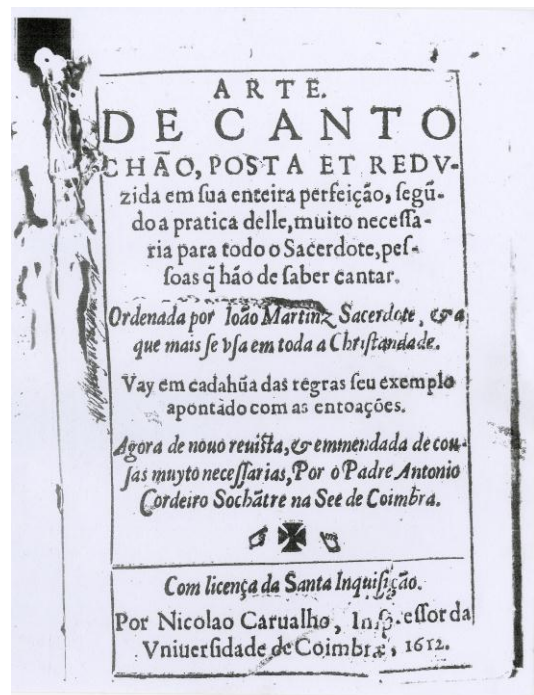 ARTE.
DE CANTO
CHÃO, POSTA ET REDV-
zida em ſua enteira perfeição, ſegũ-
do a pratica delle, muito neceſſa-
ria para todo o Sacerdote, peſ-
ſoas q̃ hão de ſaber cantar.
Ordenada por Ioão Martinz Sacerdote, & a
que mais ſe vſa em toda a Chriſtandade.
Vay em cadahũa das regras ſeu exemplo
apontado com as entoações.
Agora de nouo reuiſta, & emmendada de cou-
ſas muyto neceſſarias, Por o Padre Antonio
Cordeiro Sochãtre na See de Coimbra.
Com licença da Santa Inquiſição.
Por Nicolao Carualho, Impreſſor da
Vniuerſidade de Coimbra, 1612.